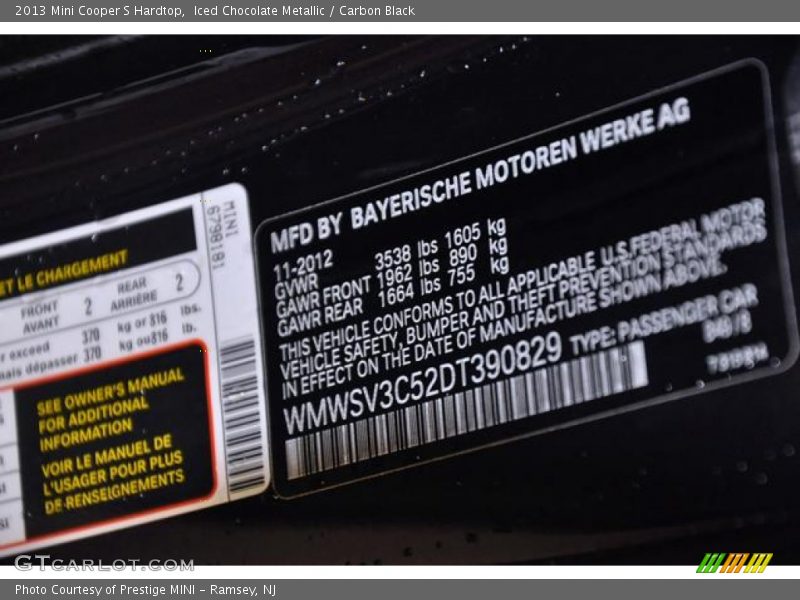 2013 Mini Cooper S Hardtop,  Iced Chocolate Metallic / Carbon Black
ET LE CHARGEMENT
FRONT
AVANT
2
REAR
ARRIÈRE
2
exceed 370 kg or 816 lbs.
dépasser 370 kg ou 816 lb.
SEE OWNER'S MANUAL
FOR ADDITIONAL
INFORMATION
VOIR LE MANUEL DE
L'USAGER POUR PLUS
DE RENSEIGNEMENTS
MINI
6798181
MFD BY BAYERISCHE MOTOREN WERKE AG
11-2012
GVWR 3538 lbs 1605 kg
GAWR FRONT 1962 lbs 890 kg
GAWR REAR 1664 lbs 755 kg
THIS VEHICLE CONFORMS TO ALL APPLICABLE U.S.FEDERAL MOTOR
VEHICLE SAFETY, BUMPER AND THEFT PREVENTION STANDARDS
IN EFFECT ON THE DATE OF MANUFACTURE SHOWN ABOVE.
WMWSV3C52DT390829 TYPE: PASSENGER CAR
GTCARLOT.COM
Photo Courtesy of Prestige MINI – Ramsey, NJ